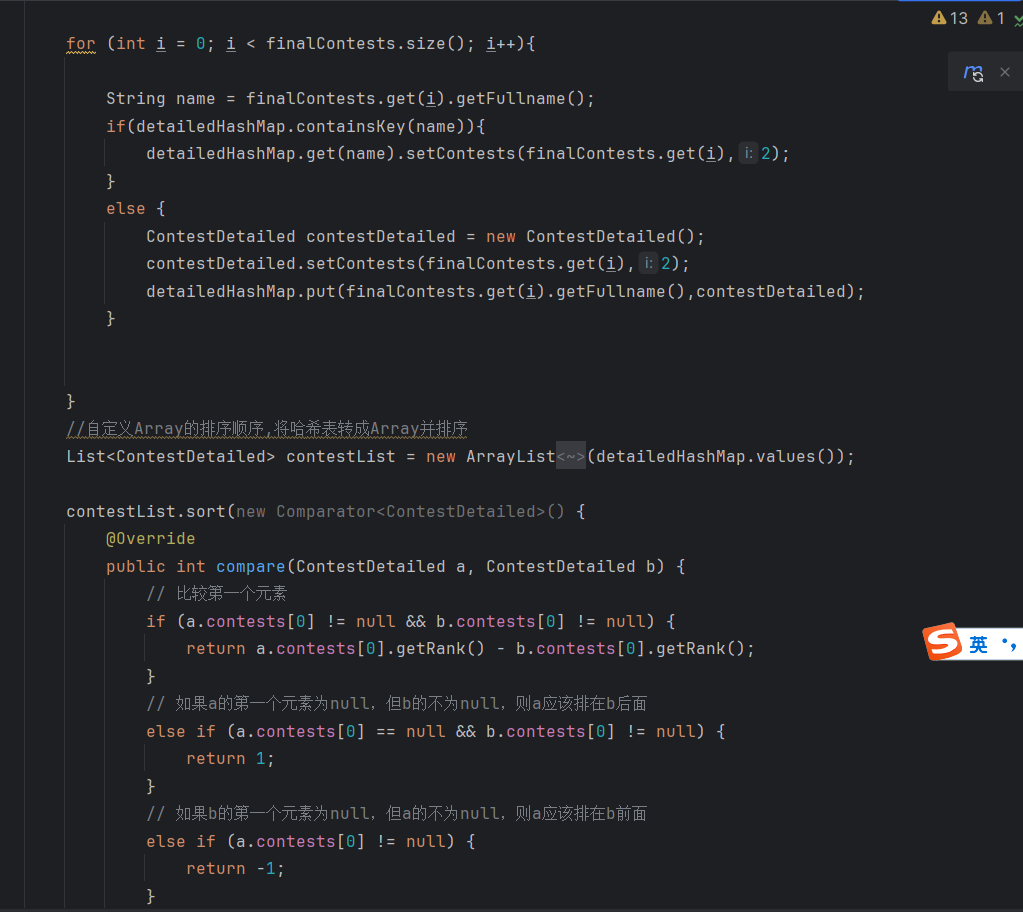 13 1
for (int i = 0; i < finalContests.size(); i++){
String name = finalContests.get(i).getFullname();
if(detailedHashMap.containsKey(name)){
detailedHashMap.get(name).setContests(finalContests.get(i), i: 2);
}
else {
ContestDetailed contestDetailed = new ContestDetailed();
contestDetailed.setContests(finalContests.get(i), i: 2);
detailedHashMap.put(finalContests.get(i).getFullname(),contestDetailed);
}
}
//自定义Array的排序顺序,将哈希表转成Array并排序
List<ContestDetailed> contestList = new ArrayList<~>(detailedHashMap.values());
contestList.sort(new Comparator<ContestDetailed>() {
@Override
public int compare(ContestDetailed a, ContestDetailed b) {
// 比较第一个元素
if (a.contests[0] != null && b.contests[0] != null) {
return a.contests[0].getRank() - b.contests[0].getRank();
}
// 如果a的第一个元素为null，但b的不为null，则a应该排在b后面
else if (a.contests[0] == null && b.contests[0] != null) {
return 1;
}
// 如果b的第一个元素为null，但a的不为null，则a应该排在b前面
else if (a.contests[0] != null) {
return -1;
}
m
S 英